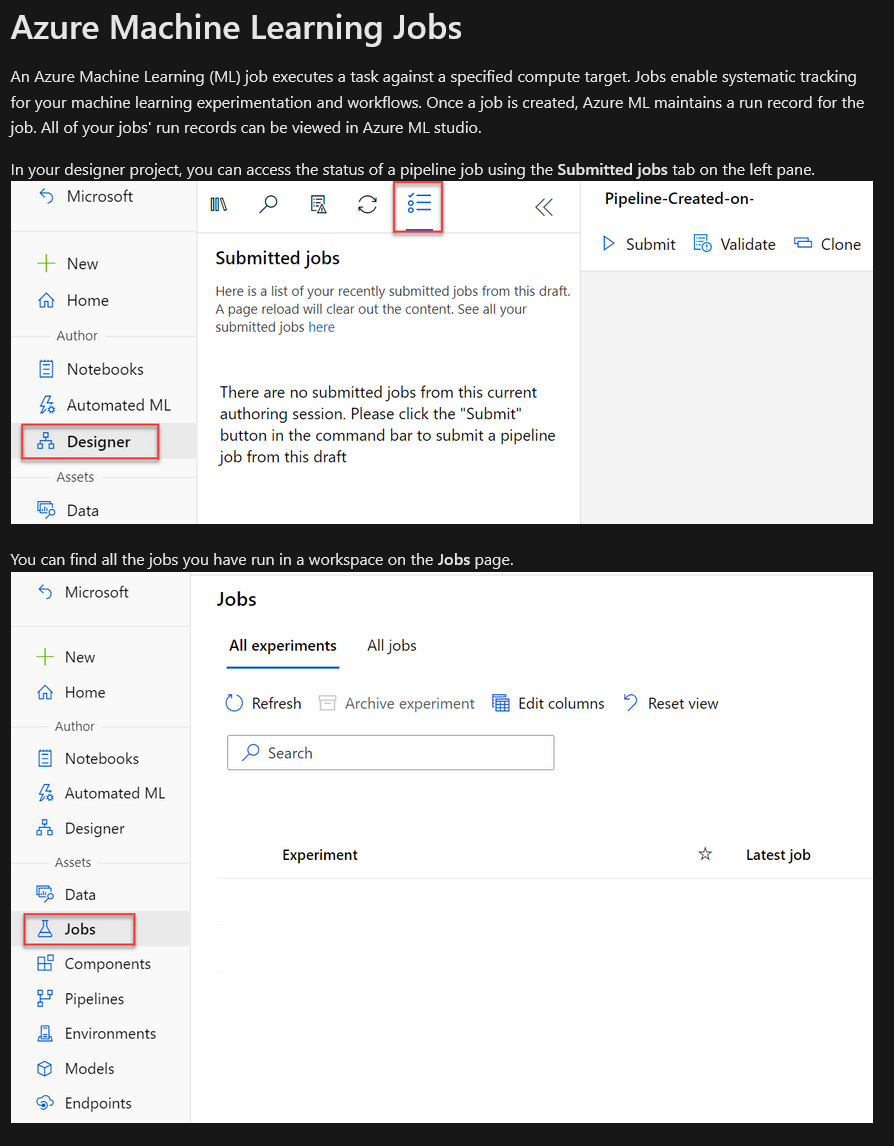 Azure Machine Learning Jobs
An Azure Machine Learning (ML) job executes a task against a specified compute target. Jobs enable systematic tracking
for your machine learning experimentation and workflows. Once a job is created, Azure ML maintains a run record for the
job. All of your jobs' run records can be viewed in Azure ML studio.
In your designer project, you can access the status of a pipeline job using the Submitted jobs tab on the left pane.
Microsoft
New
Home
Author
Notebooks
Automated ML
Designer
Assets
Data
Submitted jobs
Here is a list of your recently submitted jobs from this draft.
A page reload will clear out the content. See all your
submitted jobs here
There are no submitted jobs from this current
authoring session. Please click the "Submit"
button in the command bar to submit a pipeline
job from this draft
Pipeline-Created-on-
Submit Validate Clone
You can find all the jobs you have run in a workspace on the Jobs page.
Microsoft
New
Home
Author
Notebooks
Automated ML
Designer
Assets
Data
Jobs
Components
Pipelines
Environments
Models
Endpoints
Jobs
All experiments All jobs
Refresh Archive experiment Edit columns Reset view
Search
Experiment Latest job